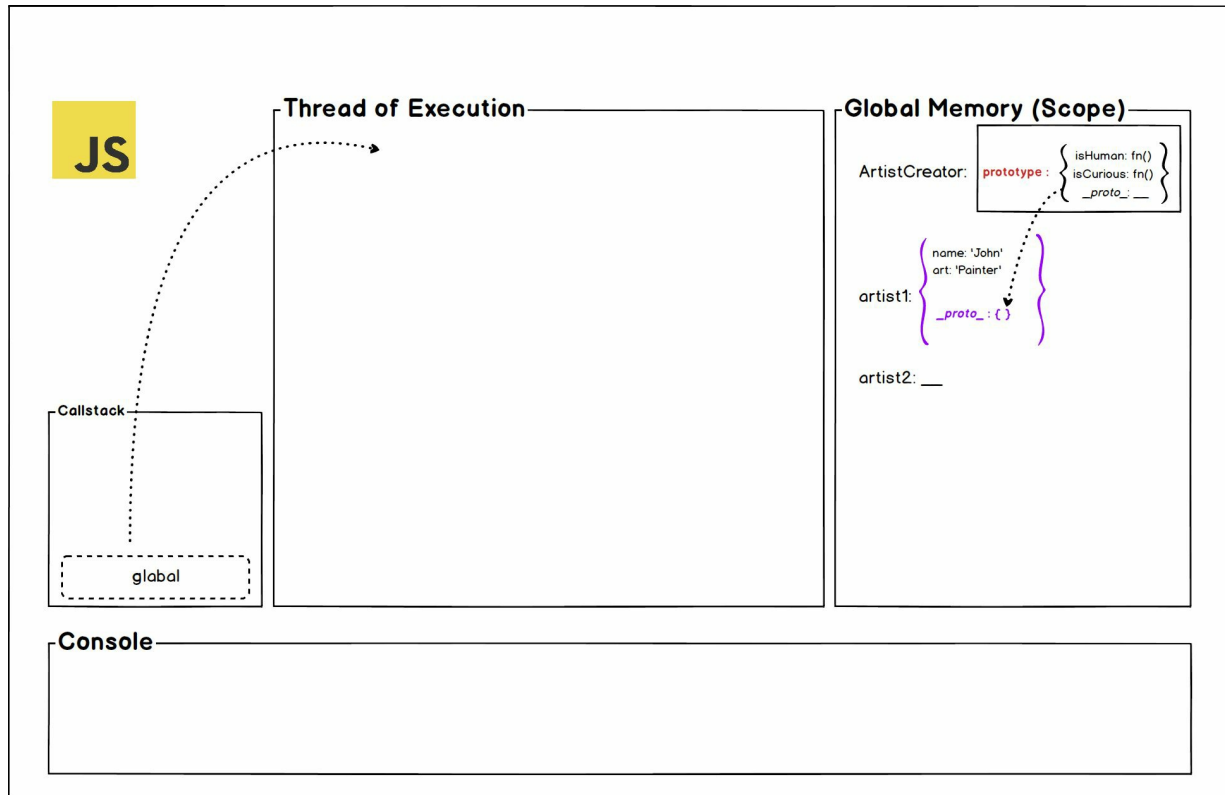 JS
Thread of Execution
Global Memory (Scope)
ArtistCreator:
prototype :
isHuman: fn()
isCurious: fn()
_proto_: __
artist1:
name: 'John'
art: 'Painter'
_proto_ : { }
artist2: __
Callstack
glabal
Console